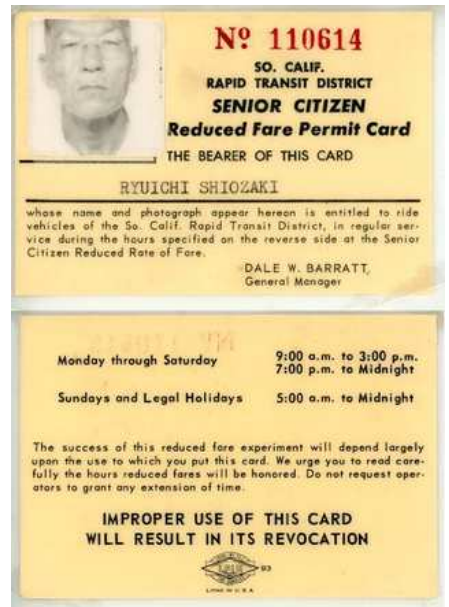 Nº 110614
SO. CALIF.
RAPID TRANSIT DISTRICT
SENIOR CITIZEN
Reduced Fare Permit Card
THE BEARER OF THIS CARD
RYUICHI SHIOZAKI
whose name and photograph appear hereon is entitled to ride
vehicles of the So. Calif. Rapid Transit District, in regular ser-
vice during the hours specified on the reverse side at the Senior
Citizen Reduced Rate of Fare.
DALE W. BARRATT,
General Manager
Monday through Saturday 9:00 a.m. to 3:00 p.m.
7:00 p.m. to Midnight
Sundays and Legal Holidays 5:00 a.m. to Midnight
The success of this reduced fare experiment will depend largely
upon the use to which you put this card. We urge you to read care-
fully the hours reduced fares will be honored. Do not request oper-
ators to grant any extension of time.
IMPROPER USE OF THIS CARD
WILL RESULT IN ITS REVOCATION
93
LITHO IN U.S.A.